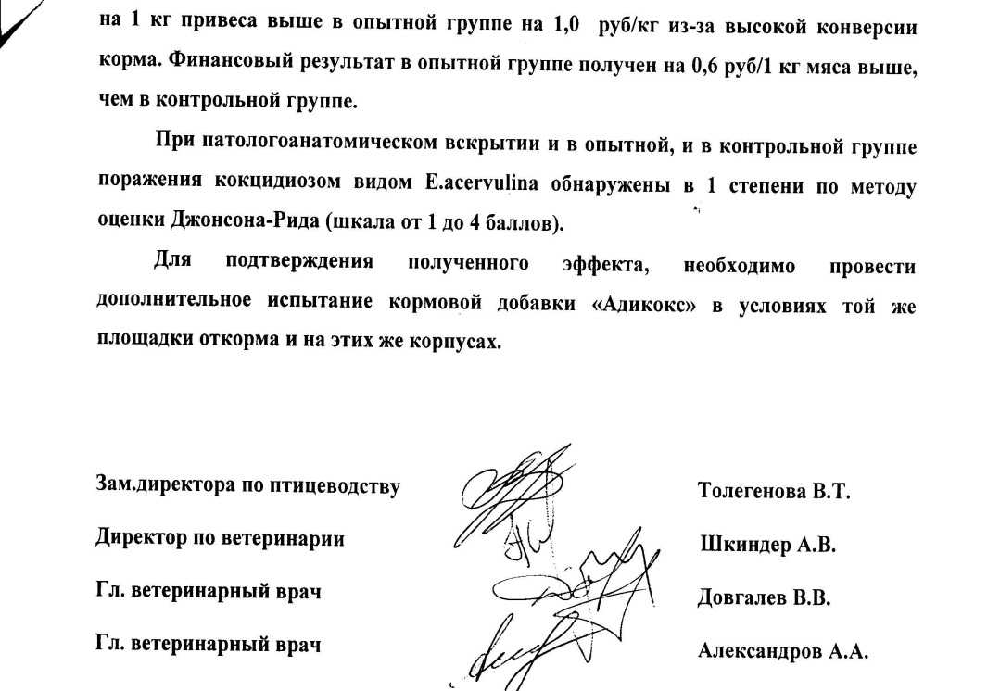 на 1 кг привеса выше в опытной группе на 1,0 руб/кг из-за высокой конверсии
корма. Финансовый результат в опытной группе получен на 0,6 руб/1 кг мяса выше,
чем в контрольной группе.
При патологоанатомическом вскрытии и в опытной, и в контрольной группе
поражения кокцидиозом видом E.acervulina обнаружены в 1 степени по методу
оценки Джонсона-Рида (шкала от 1 до 4 баллов).
Для подтверждения полученного эффекта, необходимо провести
дополнительное испытание кормовой добавки «Адикокс» в условиях той же
площадки откорма и на этих же корпусах.
Зам.директора по птицеводству Толегенова В.Т.
Директор по ветеринарии Шкиндер А.В.
Гл. ветеринарный врач Довгалев В.В.
Гл. ветеринарный врач Александров А.А.